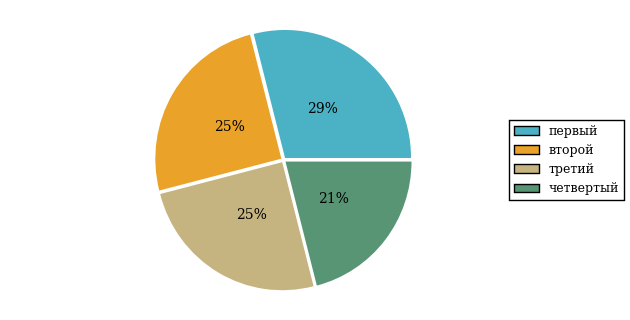 29%
25%
25%
21%
первый
второй
третий
четвертый